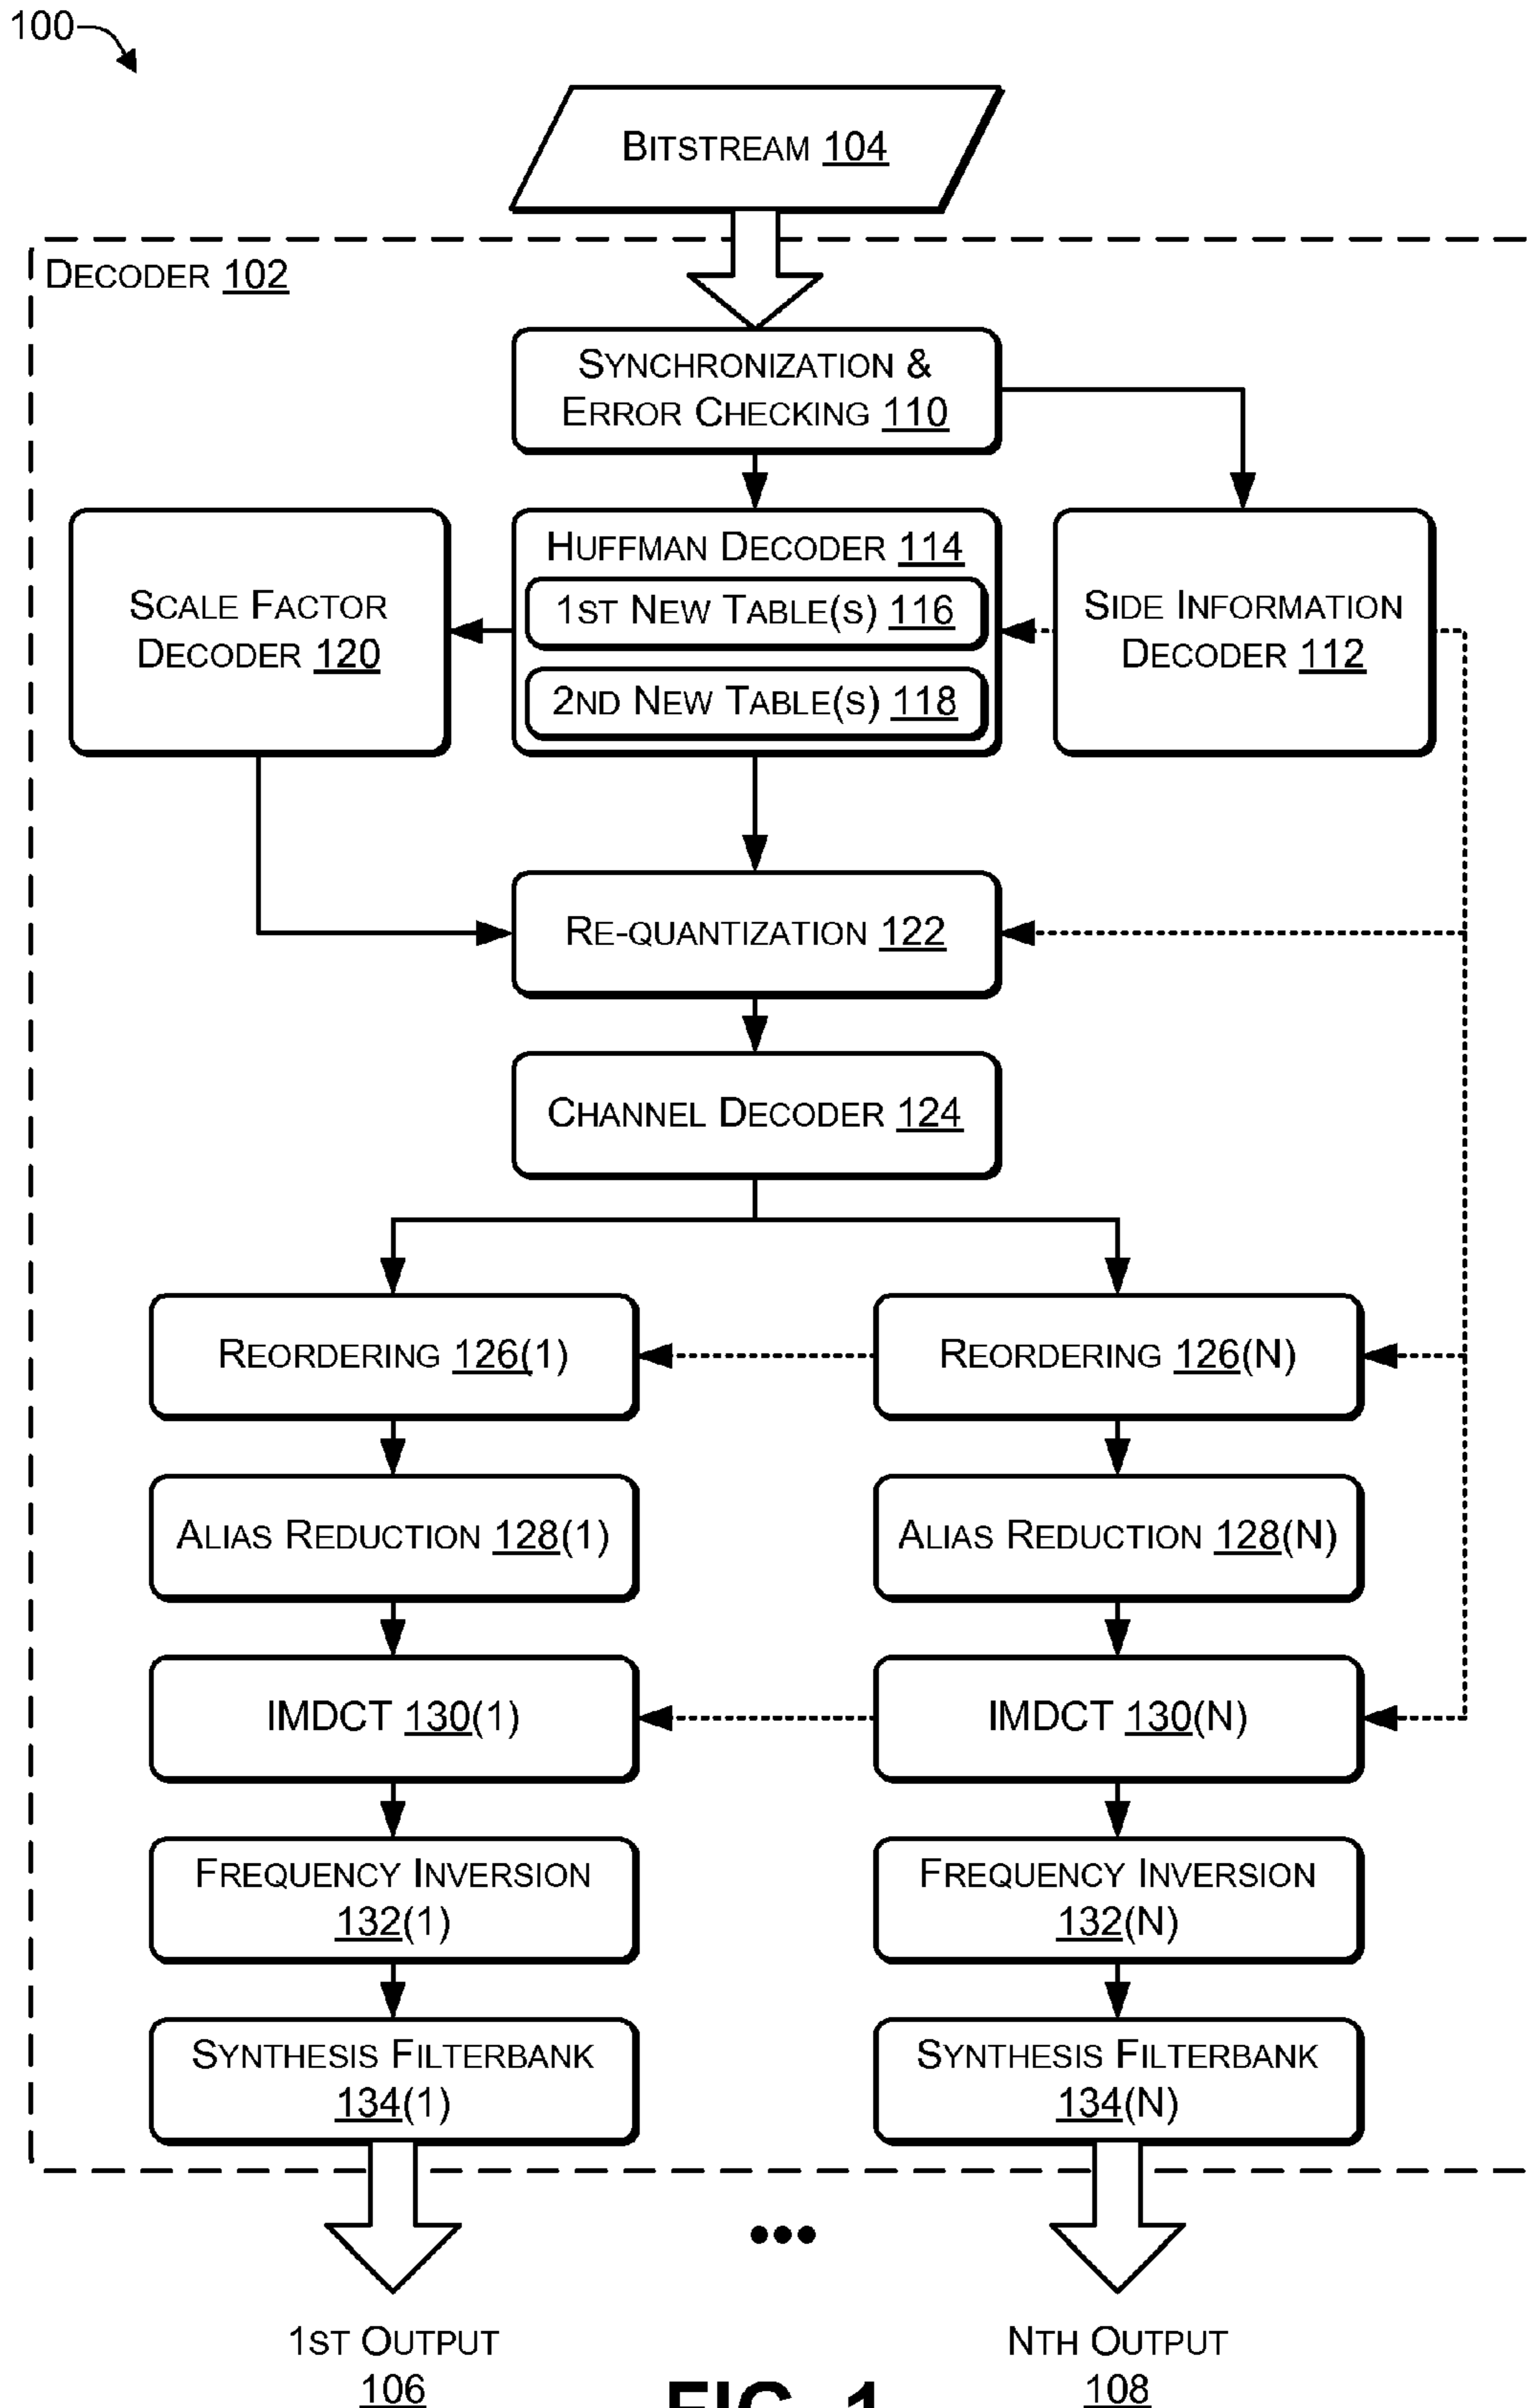 100
BITSTREAM 104
DECODER 102
SYNCHRONIZATION &
ERROR CHECKING 110
SCALE FACTOR
DECODER 120
HUFFMAN DECODER 114
1ST NEW TABLE(S) 116
2ND NEW TABLE(S) 118
SIDE INFORMATION
DECODER 112
RE-QUANTIZATION 122
CHANNEL DECODER 124
REORDERING 126(1)
REORDERING 126(N)
ALIAS REDUCTION 128(1)
ALIAS REDUCTION 128(N)
IMDCT 130(1)
IMDCT 130(N)
FREQUENCY INVERSION
132(1)
FREQUENCY INVERSION
132(N)
SYNTHESIS FILTERBANK
134(1)
SYNTHESIS FILTERBANK
134(N)
•••
1ST OUTPUT
106
NTH OUTPUT
108
FIG. 1